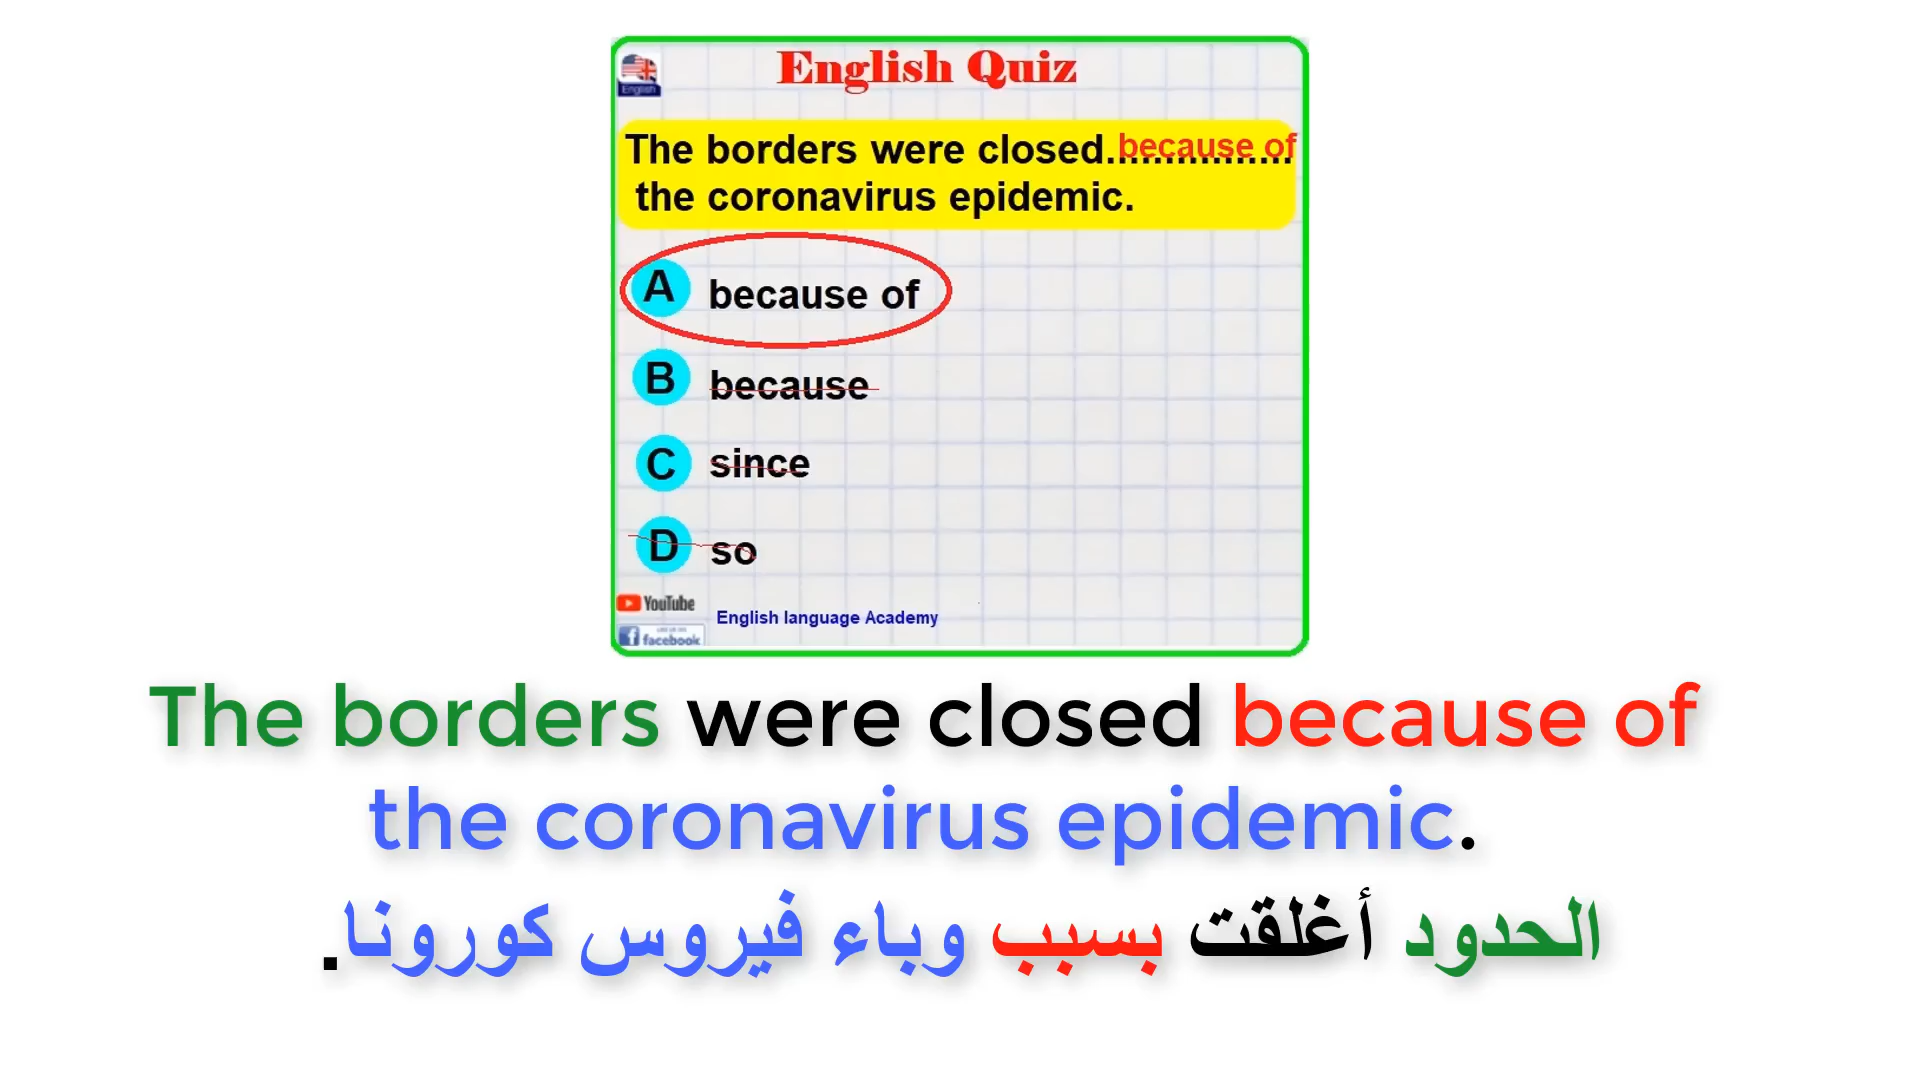 English Quiz
English
The borders were closed...............because of
the coronavirus epidemic.
A because of
B because
C since
D so
YouTube
English language Academy
facebook
The borders were closed because of
the coronavirus epidemic.
الحدود أغلقت بسبب وباء فيروس كورونا.